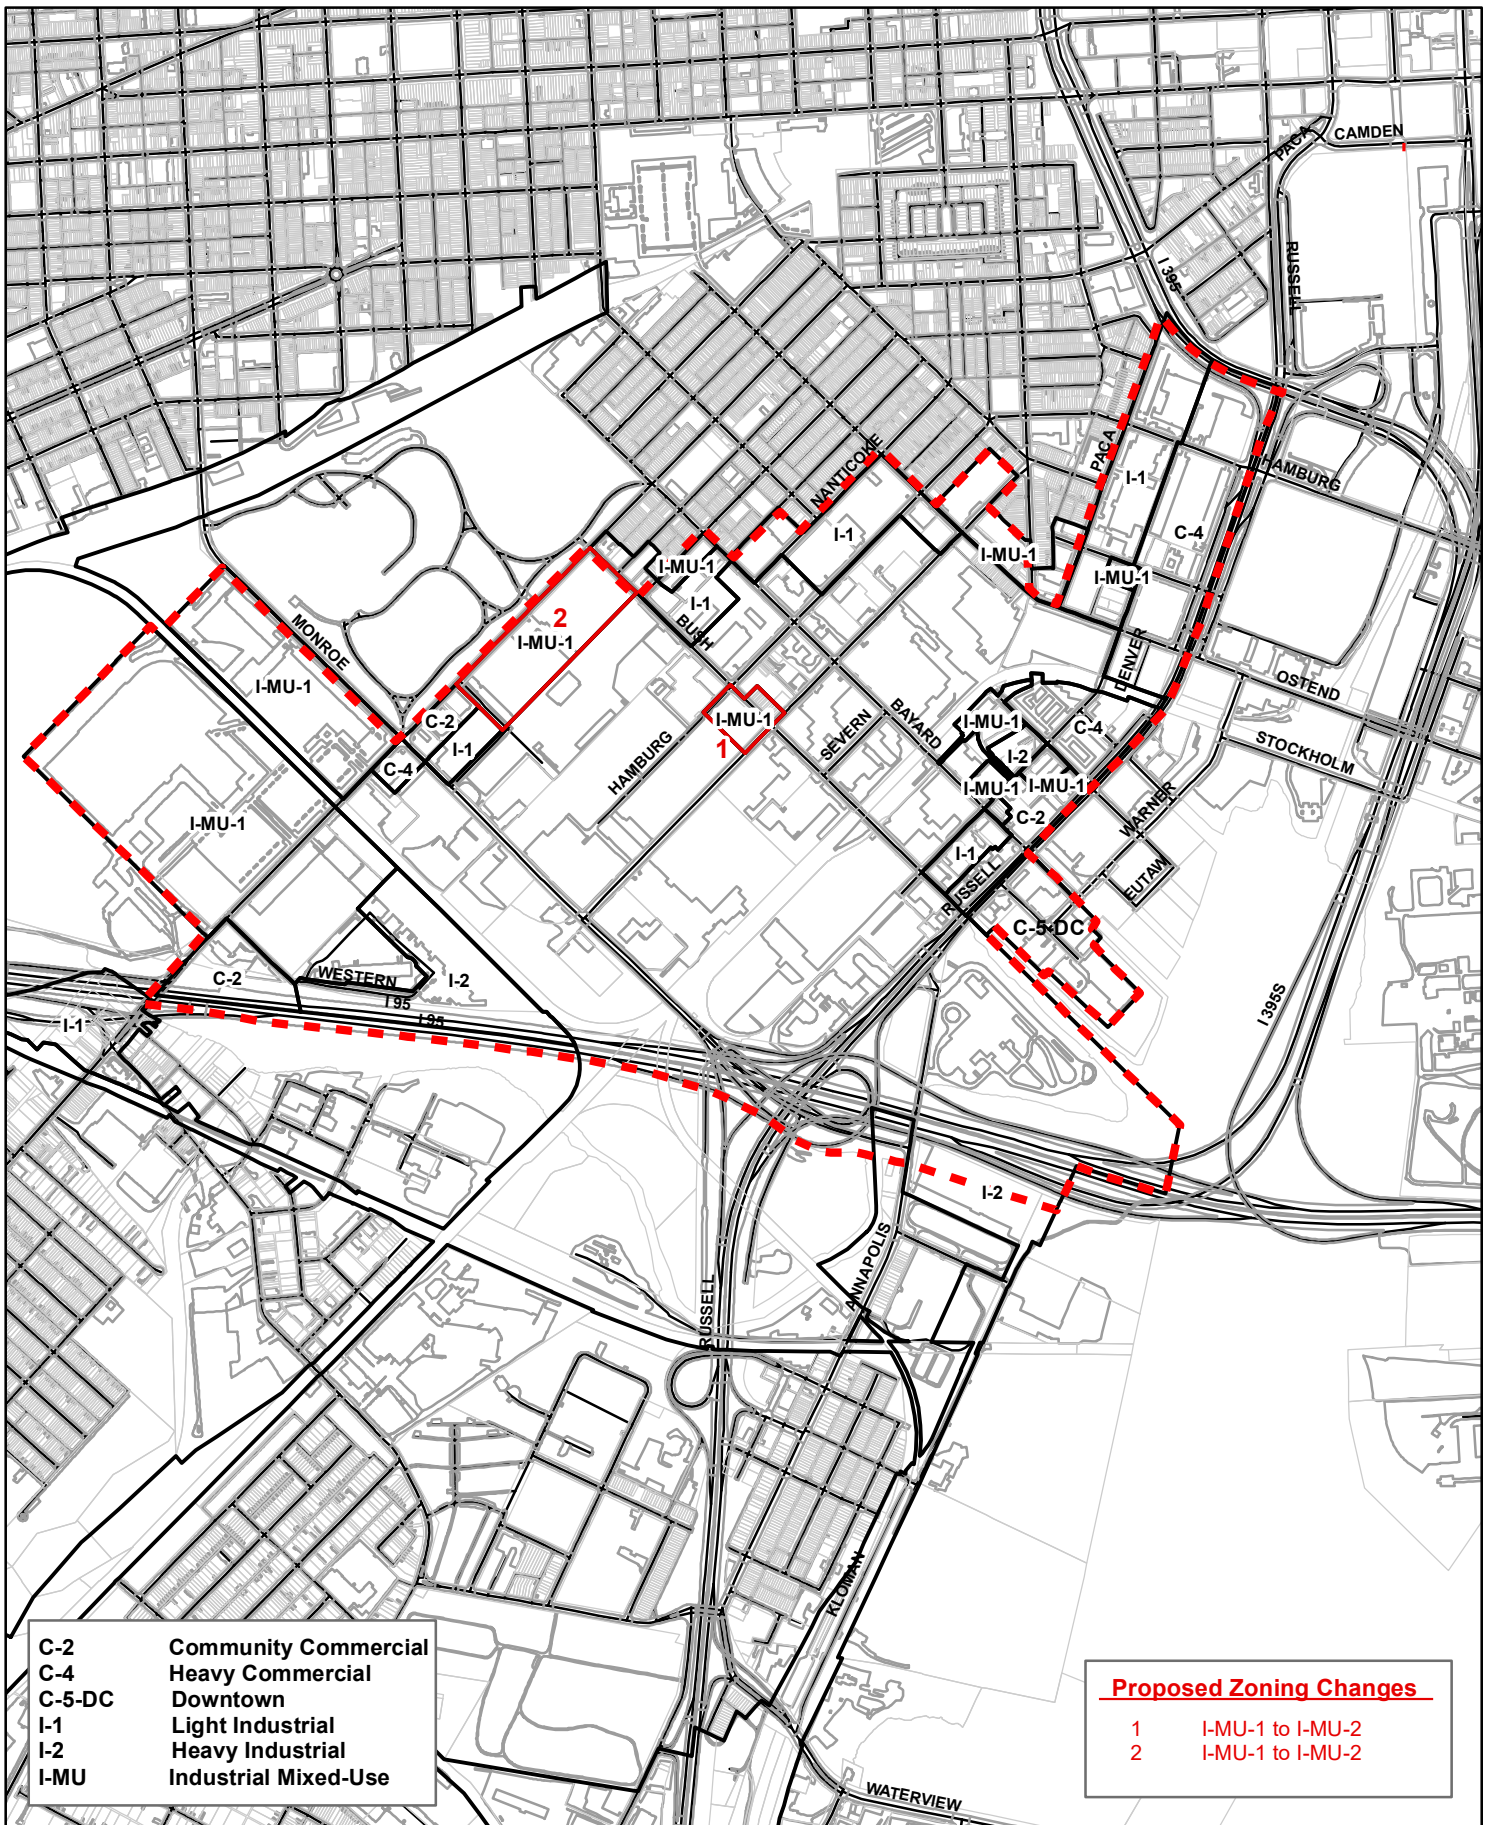 CAMDEN
PACA
RUSSELL
I 395
NANTICOKE
PACA
I-1
HAMBURG
C-4
I-1
I-MU-1
I-MU-1
I-MU-1
I-1
2
I-MU-1
BUSH
MONROE
I-MU-1
DENVER
OSTEND
C-2
I-1
C-4
I-MU-1
1
HAMBURG
SEVERN
BAYARD
I-MU-1
C-4
I-2
I-MU-1
I-MU-1
C-2
STOCKHOLM
WARNER
I-MU-1
I-1
RUSSELL
EUTAW
C-5-DC
C-2
WESTERN
I-2
I 95
I 95
I-1
I 395S
I-2
ANNAPOLIS
RUSSELL
KLOMAN
WATERVIEW
C-2 Community Commercial
C-4 Heavy Commercial
C-5-DC Downtown
I-1 Light Industrial
I-2 Heavy Industrial
I-MU Industrial Mixed-Use
Proposed Zoning Changes
1 I-MU-1 to I-MU-2
2 I-MU-1 to I-MU-2